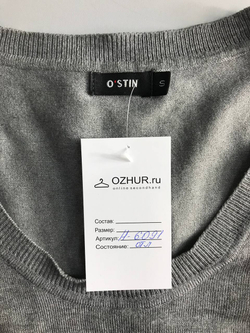 O'STIN
OZHUR.ru
online secondhand
Состав:
Размер:
Артикул:
Состояние: